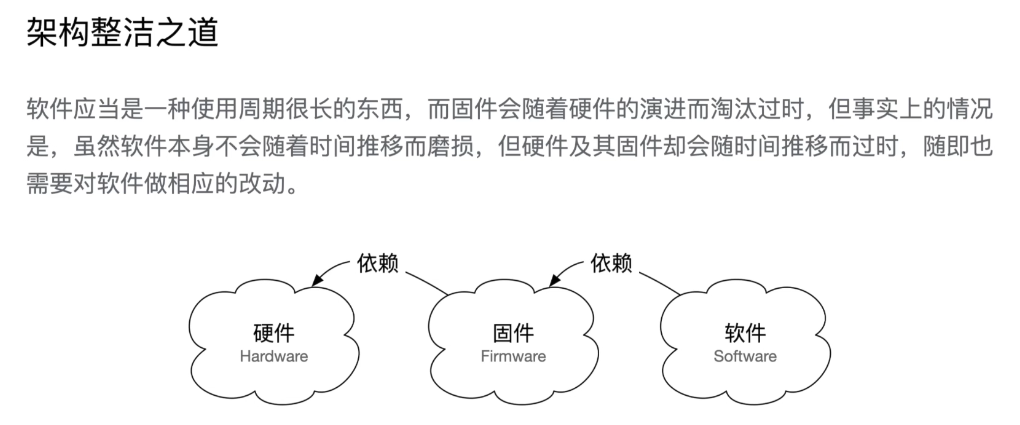 架构整洁之道
软件应当是一种使用周期很长的东西，而固件会随着硬件的演进而淘汰过时，但事实上的情况
是，虽然软件本身不会随着时间推移而磨损，但硬件及其固件却会随时间推移而过时，随即也
需要对软件做相应的改动。
依赖 依赖
硬件 固件 软件
Hardware Firmware Software